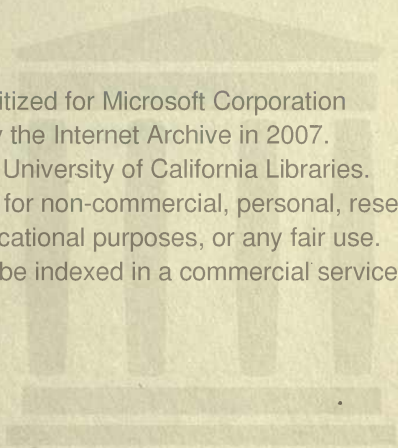 itized for Microsoft Corporation
y the Internet Archive in 2007.
University of California Libraries.
for non-commercial, personal, rese
cational purposes, or any fair use.
be indexed in a commercial service